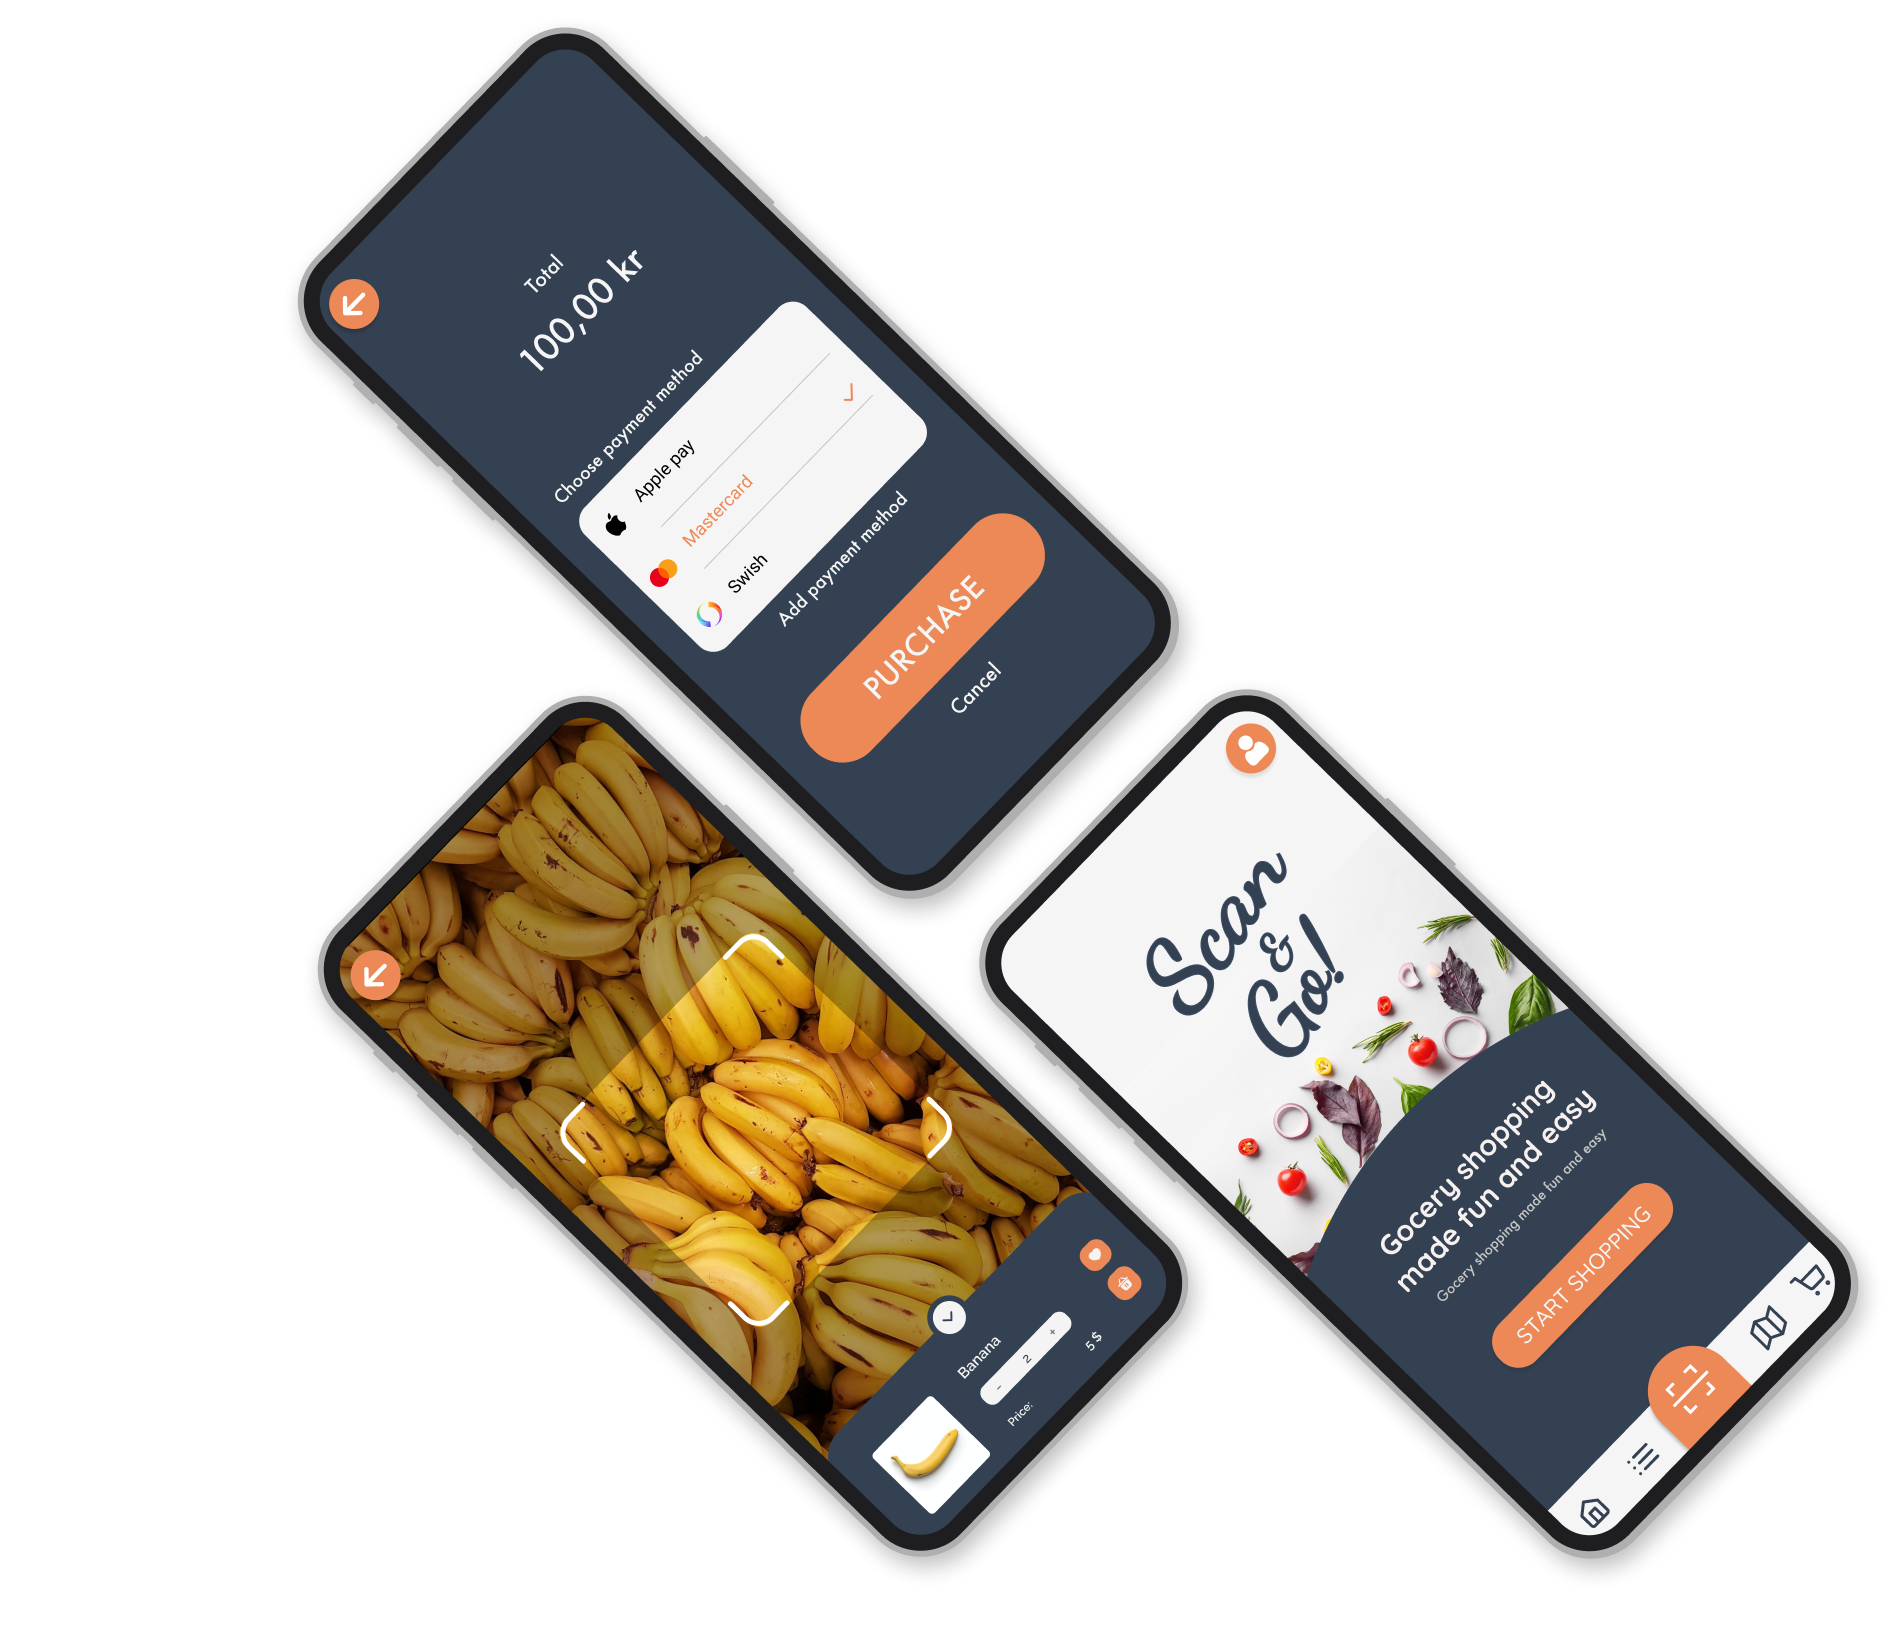 Total
100,00 kr
Choose payment method
Apple pay
Mastercard
Swish
Add payment method
PURCHASE
Cancel
Banana
- 2 +
Price: 5 $
Scan
&
Go!
Gocery shopping
made fun and easy
Gocery shopping made fun and easy
START SHOPPING